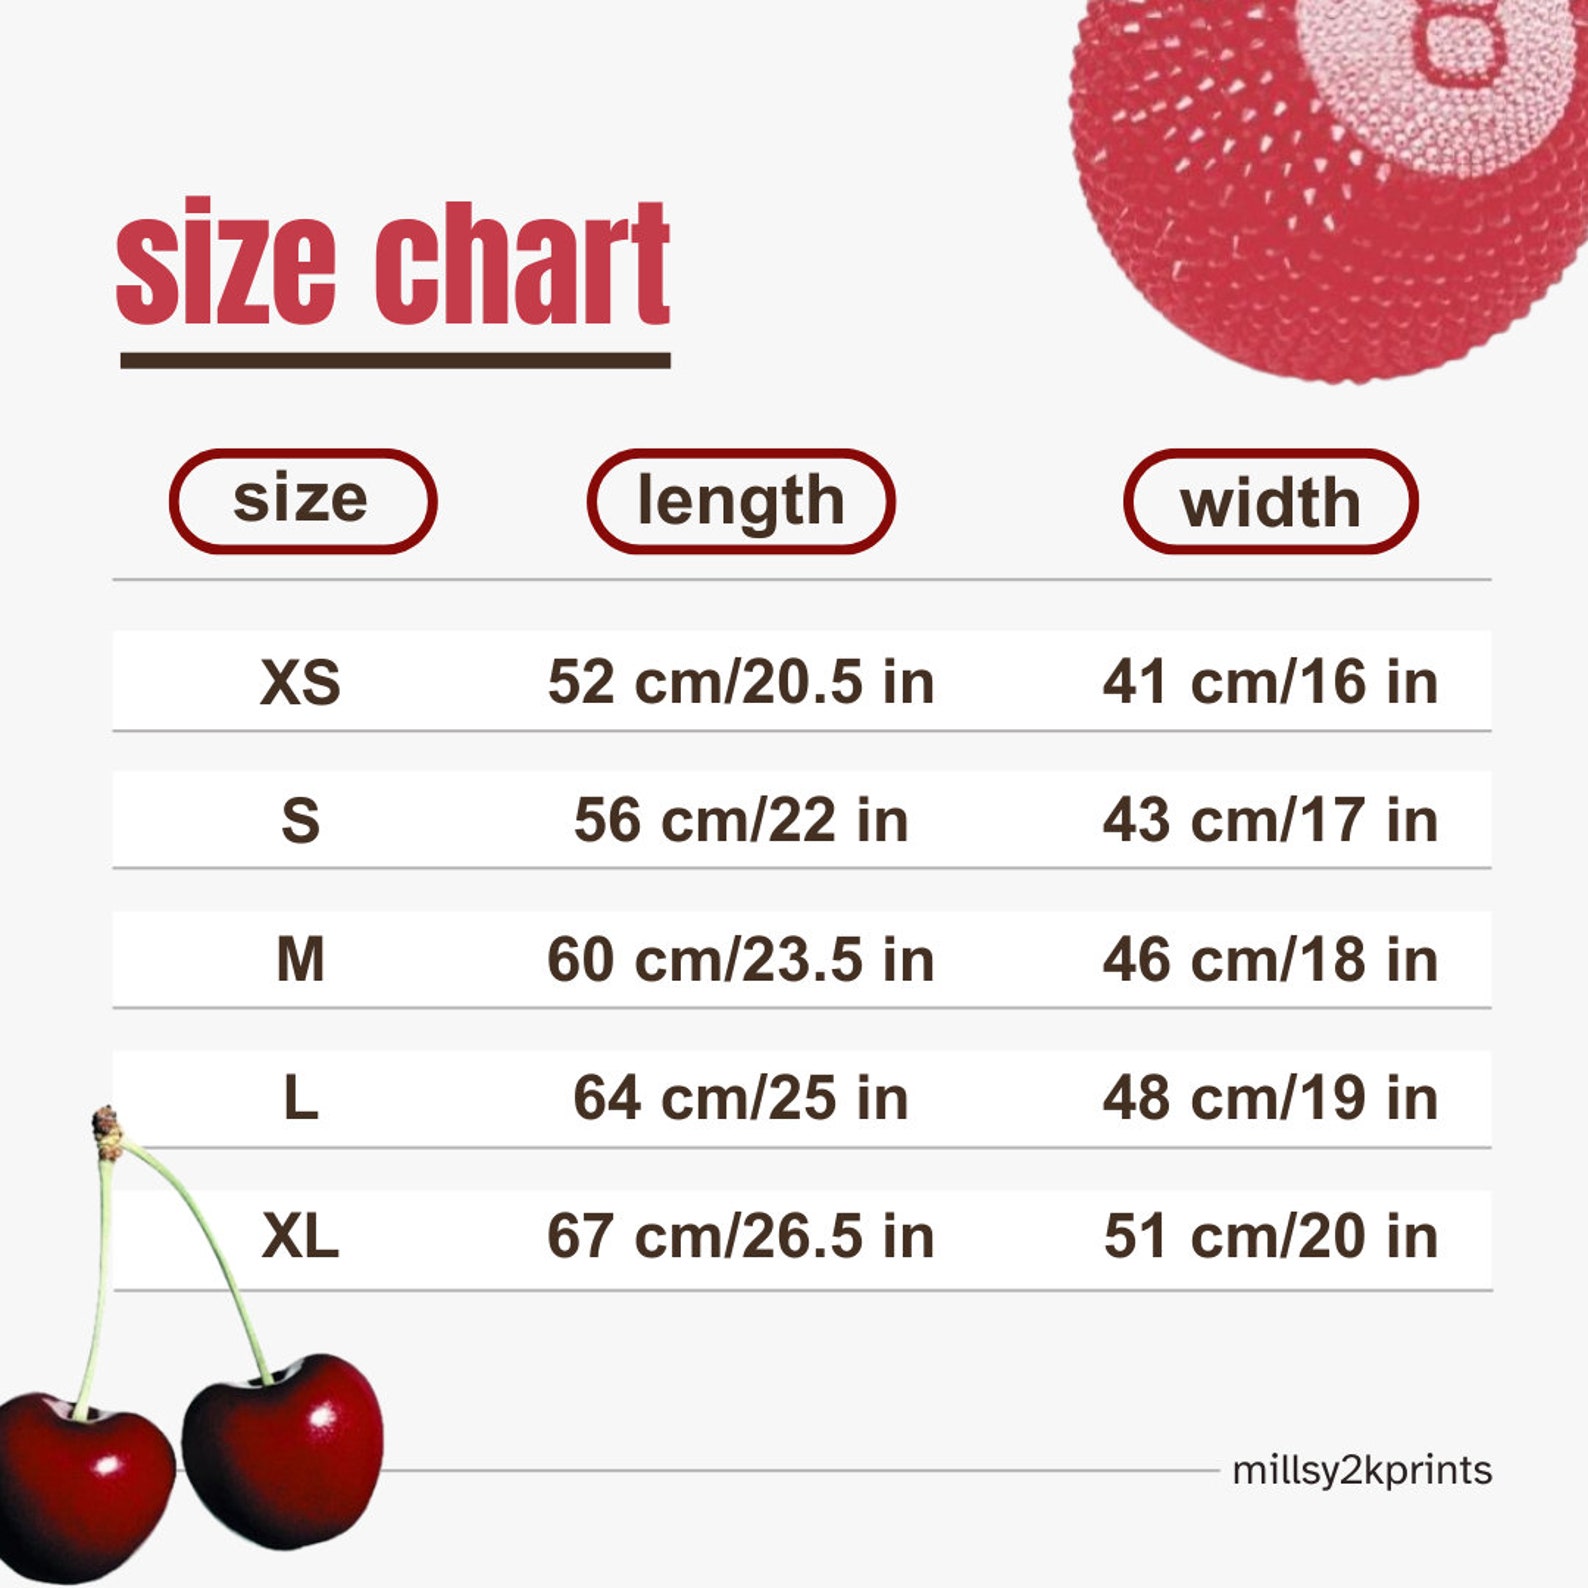 8
size chart
size length width
XS 52 cm/20.5 in 41 cm/16 in
S 56 cm/22 in 43 cm/17 in
M 60 cm/23.5 in 46 cm/18 in
L 64 cm/25 in 48 cm/19 in
XL 67 cm/26.5 in 51 cm/20 in
millsy2kprints